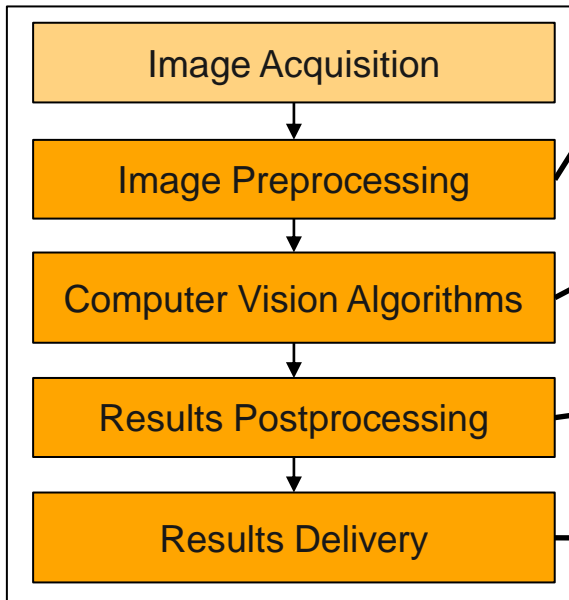 Image Acquisition
Image Preprocessing
Computer Vision Algorithms
Results Postprocessing
Results Delivery